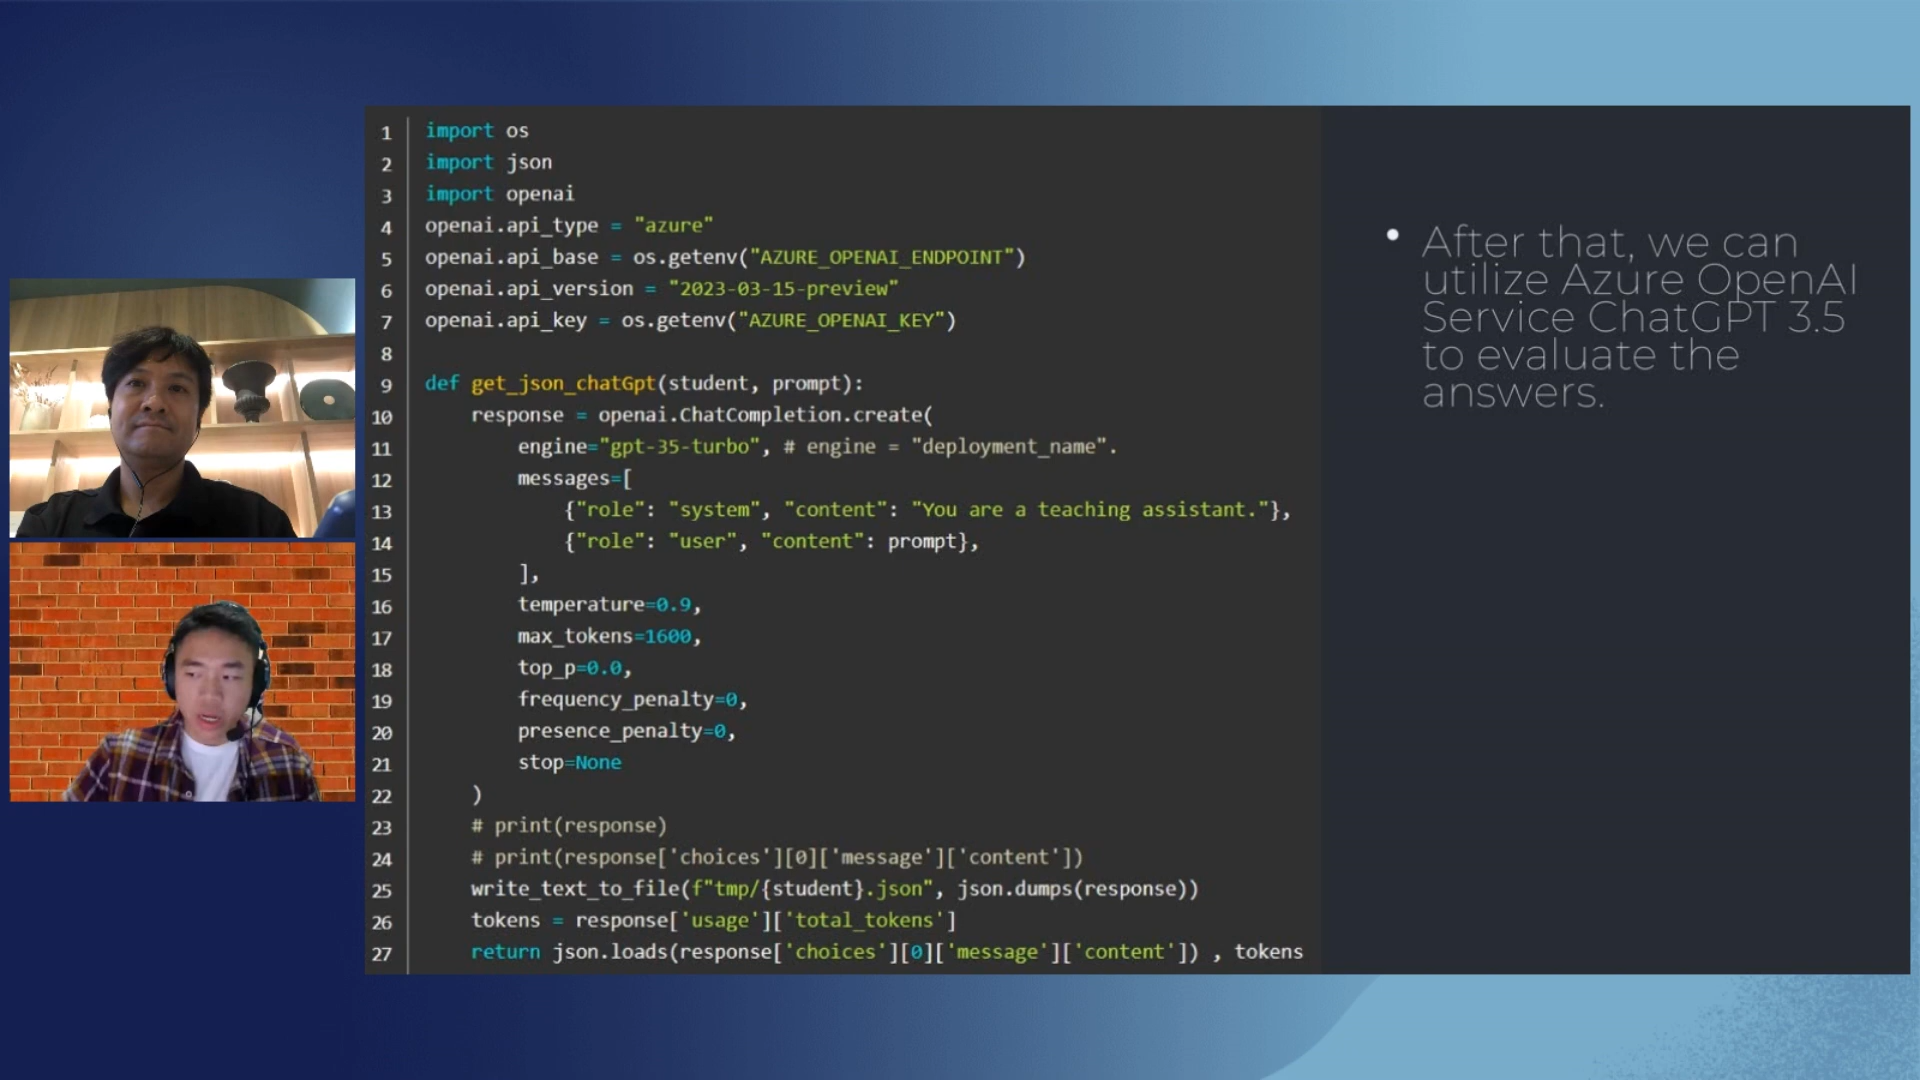 1 import os
2 import json
3 import openai
4 openai.api_type = "azure"
5 openai.api_base = os.getenv("AZURE_OPENAI_ENDPOINT")
6 openai.api_version = "2023-03-15-preview"
7 openai.api_key = os.getenv("AZURE_OPENAI_KEY")
8
9 def get_json_chatGpt(student, prompt):
10     response = openai.ChatCompletion.create(
11         engine="gpt-35-turbo", # engine = "deployment_name".
12         messages=[
13             {"role": "system", "content": "You are a teaching assistant."},
14             {"role": "user", "content": prompt},
15         ],
16         temperature=0.9,
17         max_tokens=1600,
18         top_p=0.0,
19         frequency_penalty=0,
20         presence_penalty=0,
21         stop=None
22     )
23     # print(response)
24     # print(response['choices'][0]['message']['content'])
25     write_text_to_file(f"tmp/{student}.json", json.dumps(response))
26     tokens = response['usage']['total_tokens']
27     return json.loads(response['choices'][0]['message']['content']) , tokens
• After that, we can
utilize Azure OpenAI
Service ChatGPT 3.5
to evaluate the
answers.